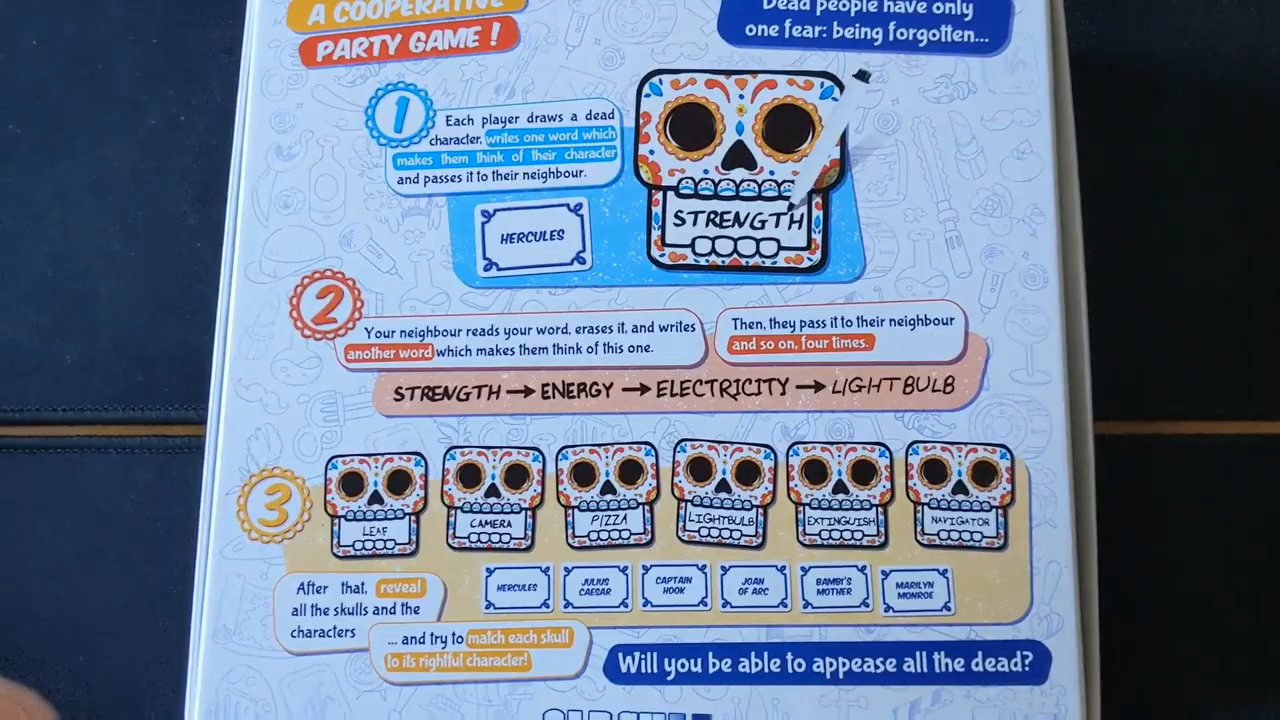 A COOPERATIVE
PARTY GAME !
Dead people have only
one fear: being forgotten...
1
Each player draws a dead
character, writes one word which
makes them think of their character
and passes it to their neighbour.
HERCULES
STRENGTH
2
Your neighbour reads your word, erases it, and writes
another word which makes them think of this one.
Then, they pass it to their neighbour
and so on, four times.
STRENGTH → ENERGY → ELECTRICITY → LIGHTBULB
3
LEAF
CAMERA
PIZZA
LIGHTBULB
EXTINGUISH
NAVIGATOR
HERCULES
JULIUS
CAESAR
CAPTAIN
HOOK
JOAN
OF ARC
BAMBI'S
MOTHER
MARILYN
MONROE
After that, reveal
all the skulls and the
characters
... and try to match each skull
to its rightful character!
Will you be able to appease all the dead?